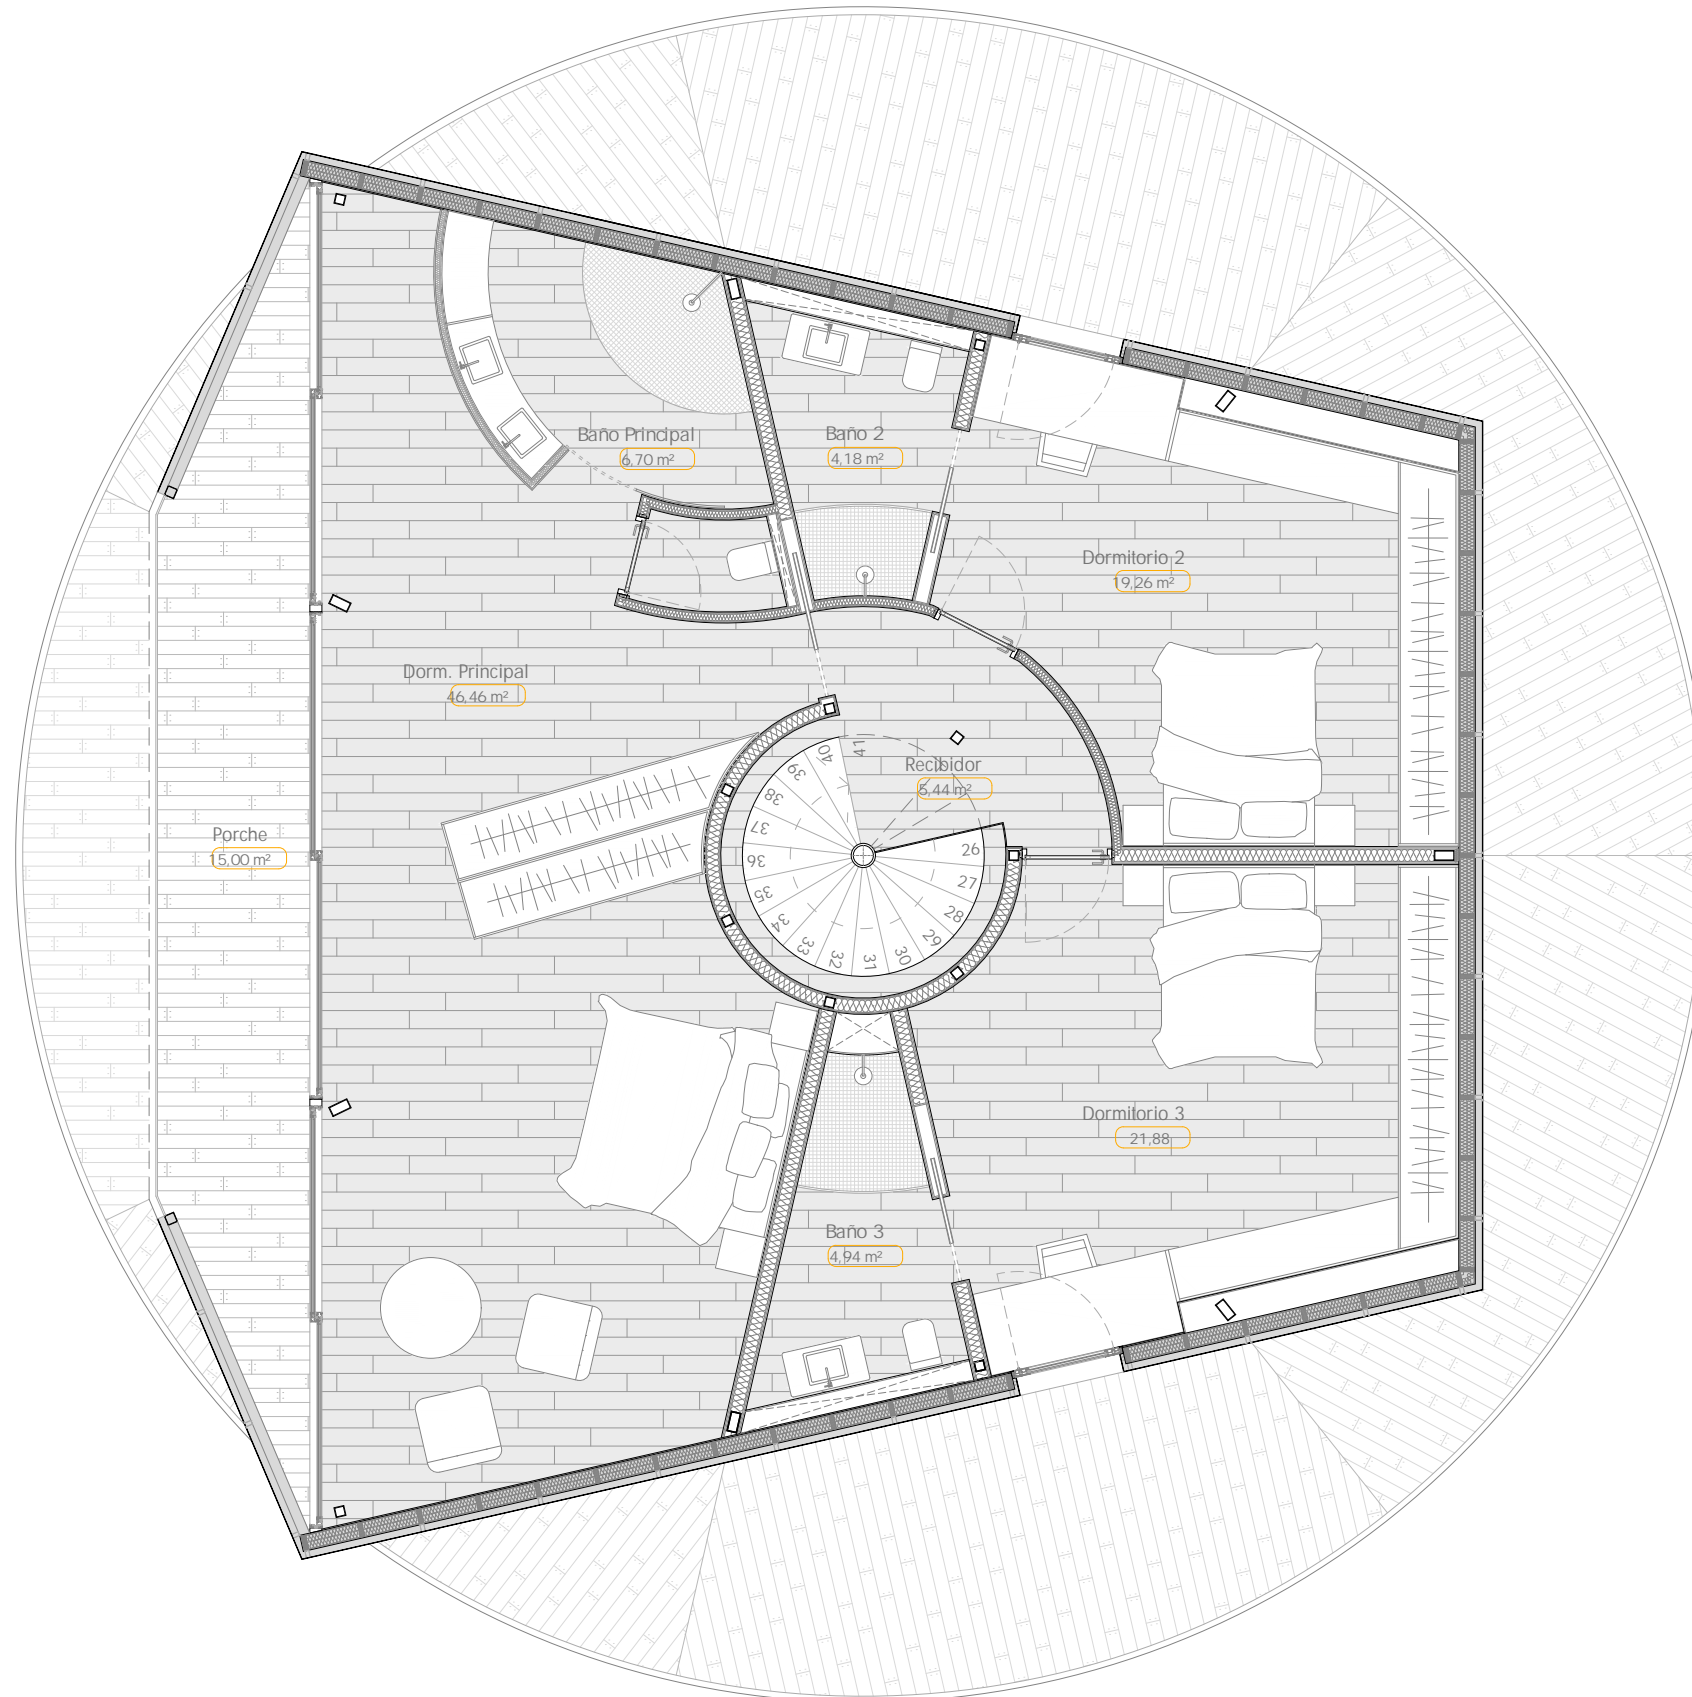 Baño Principal
6,70 m²
Baño 2
4,18 m²
Dormitorio 2
19,26 m²
Dorm. Principal
46,46 m²
Recibidor
5,44 m²
Porche
15,00 m²
41
40
39
38
37
36
35
34
33
32
31
30
29
28
27
26
Dormitorio 3
21,88
Baño 3
4,94 m²